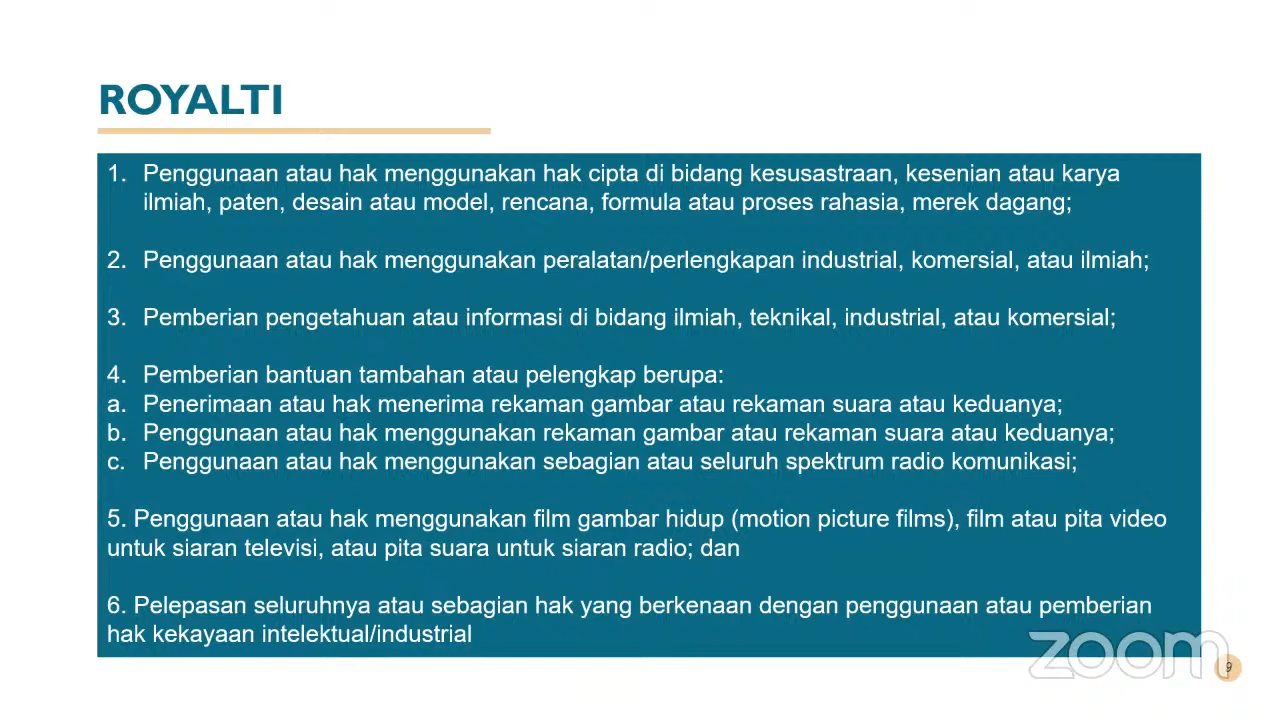 ROYALTI
1. Penggunaan atau hak menggunakan hak cipta di bidang kesusastraan, kesenian atau karya
ilmiah, paten, desain atau model, rencana, formula atau proses rahasia, merek dagang;
2. Penggunaan atau hak menggunakan peralatan/perlengkapan industrial, komersial, atau ilmiah;
3. Pemberian pengetahuan atau informasi di bidang ilmiah, teknikal, industrial, atau komersial;
4. Pemberian bantuan tambahan atau pelengkap berupa:
a. Penerimaan atau hak menerima rekaman gambar atau rekaman suara atau keduanya;
b. Penggunaan atau hak menggunakan rekaman gambar atau rekaman suara atau keduanya;
c. Penggunaan atau hak menggunakan sebagian atau seluruh spektrum radio komunikasi;
5. Penggunaan atau hak menggunakan film gambar hidup (motion picture films), film atau pita video
untuk siaran televisi, atau pita suara untuk siaran radio; dan
6. Pelepasan seluruhnya atau sebagian hak yang berkenaan dengan penggunaan atau pemberian
hak kekayaan intelektual/industrial
zoom
9